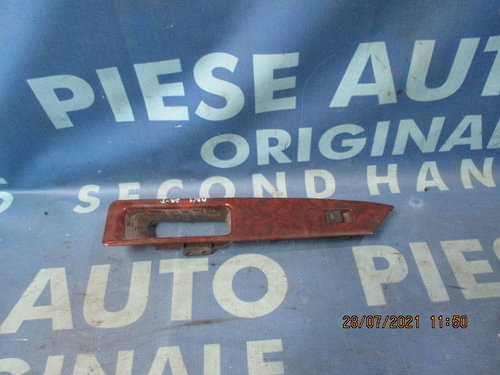 PIESE AUTO
ORIGINALE
SECOND HAND
AUTO
PIESE
ORIGINALE
28/07/2021 11:50